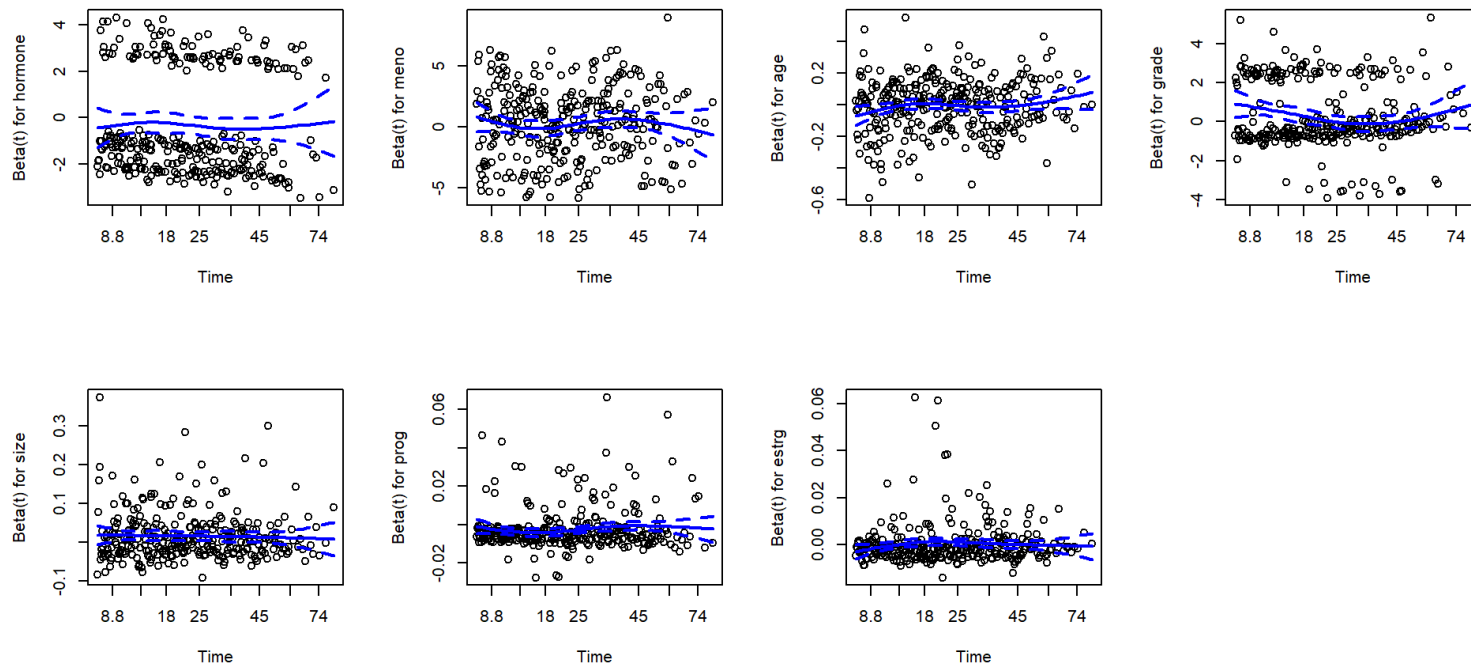 Beta(t) for hormone
4
2
0
-2
8.8 18 25 45 74
Time
Beta(t) for meno
5
0
-5
8.8 18 25 45 74
Time
Beta(t) for age
0.2
-0.2
-0.6
8.8 18 25 45 74
Time
Beta(t) for grade
4
2
0
-2
-4
8.8 18 25 45 74
Time
Beta(t) for size
0.3
0.2
0.1
-0.1
8.8 18 25 45 74
Time
Beta(t) for prog
0.06
0.02
-0.02
8.8 18 25 45 74
Time
Beta(t) for estrg
0.06
0.04
0.02
0.00
8.8 18 25 45 74
Time